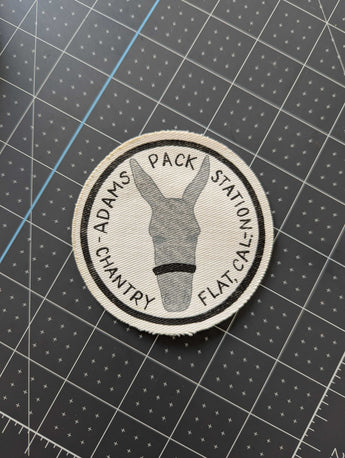 -ADAMS PACK STATION-
CHANTRY FLAT, CAL-